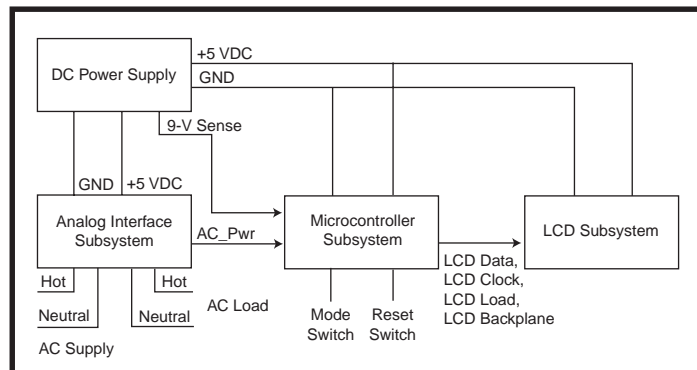 +5 VDC
DC Power Supply
GND
9-V Sense
GND
+5 VDC
Analog Interface
Subsystem
AC_Pwr
Microcontroller
Subsystem
LCD Subsystem
LCD Data,
LCD Clock,
LCD Load,
LCD Backplane
Hot
Hot
AC Load
Neutral
Neutral
AC Supply
Mode
Switch
Reset
Switch